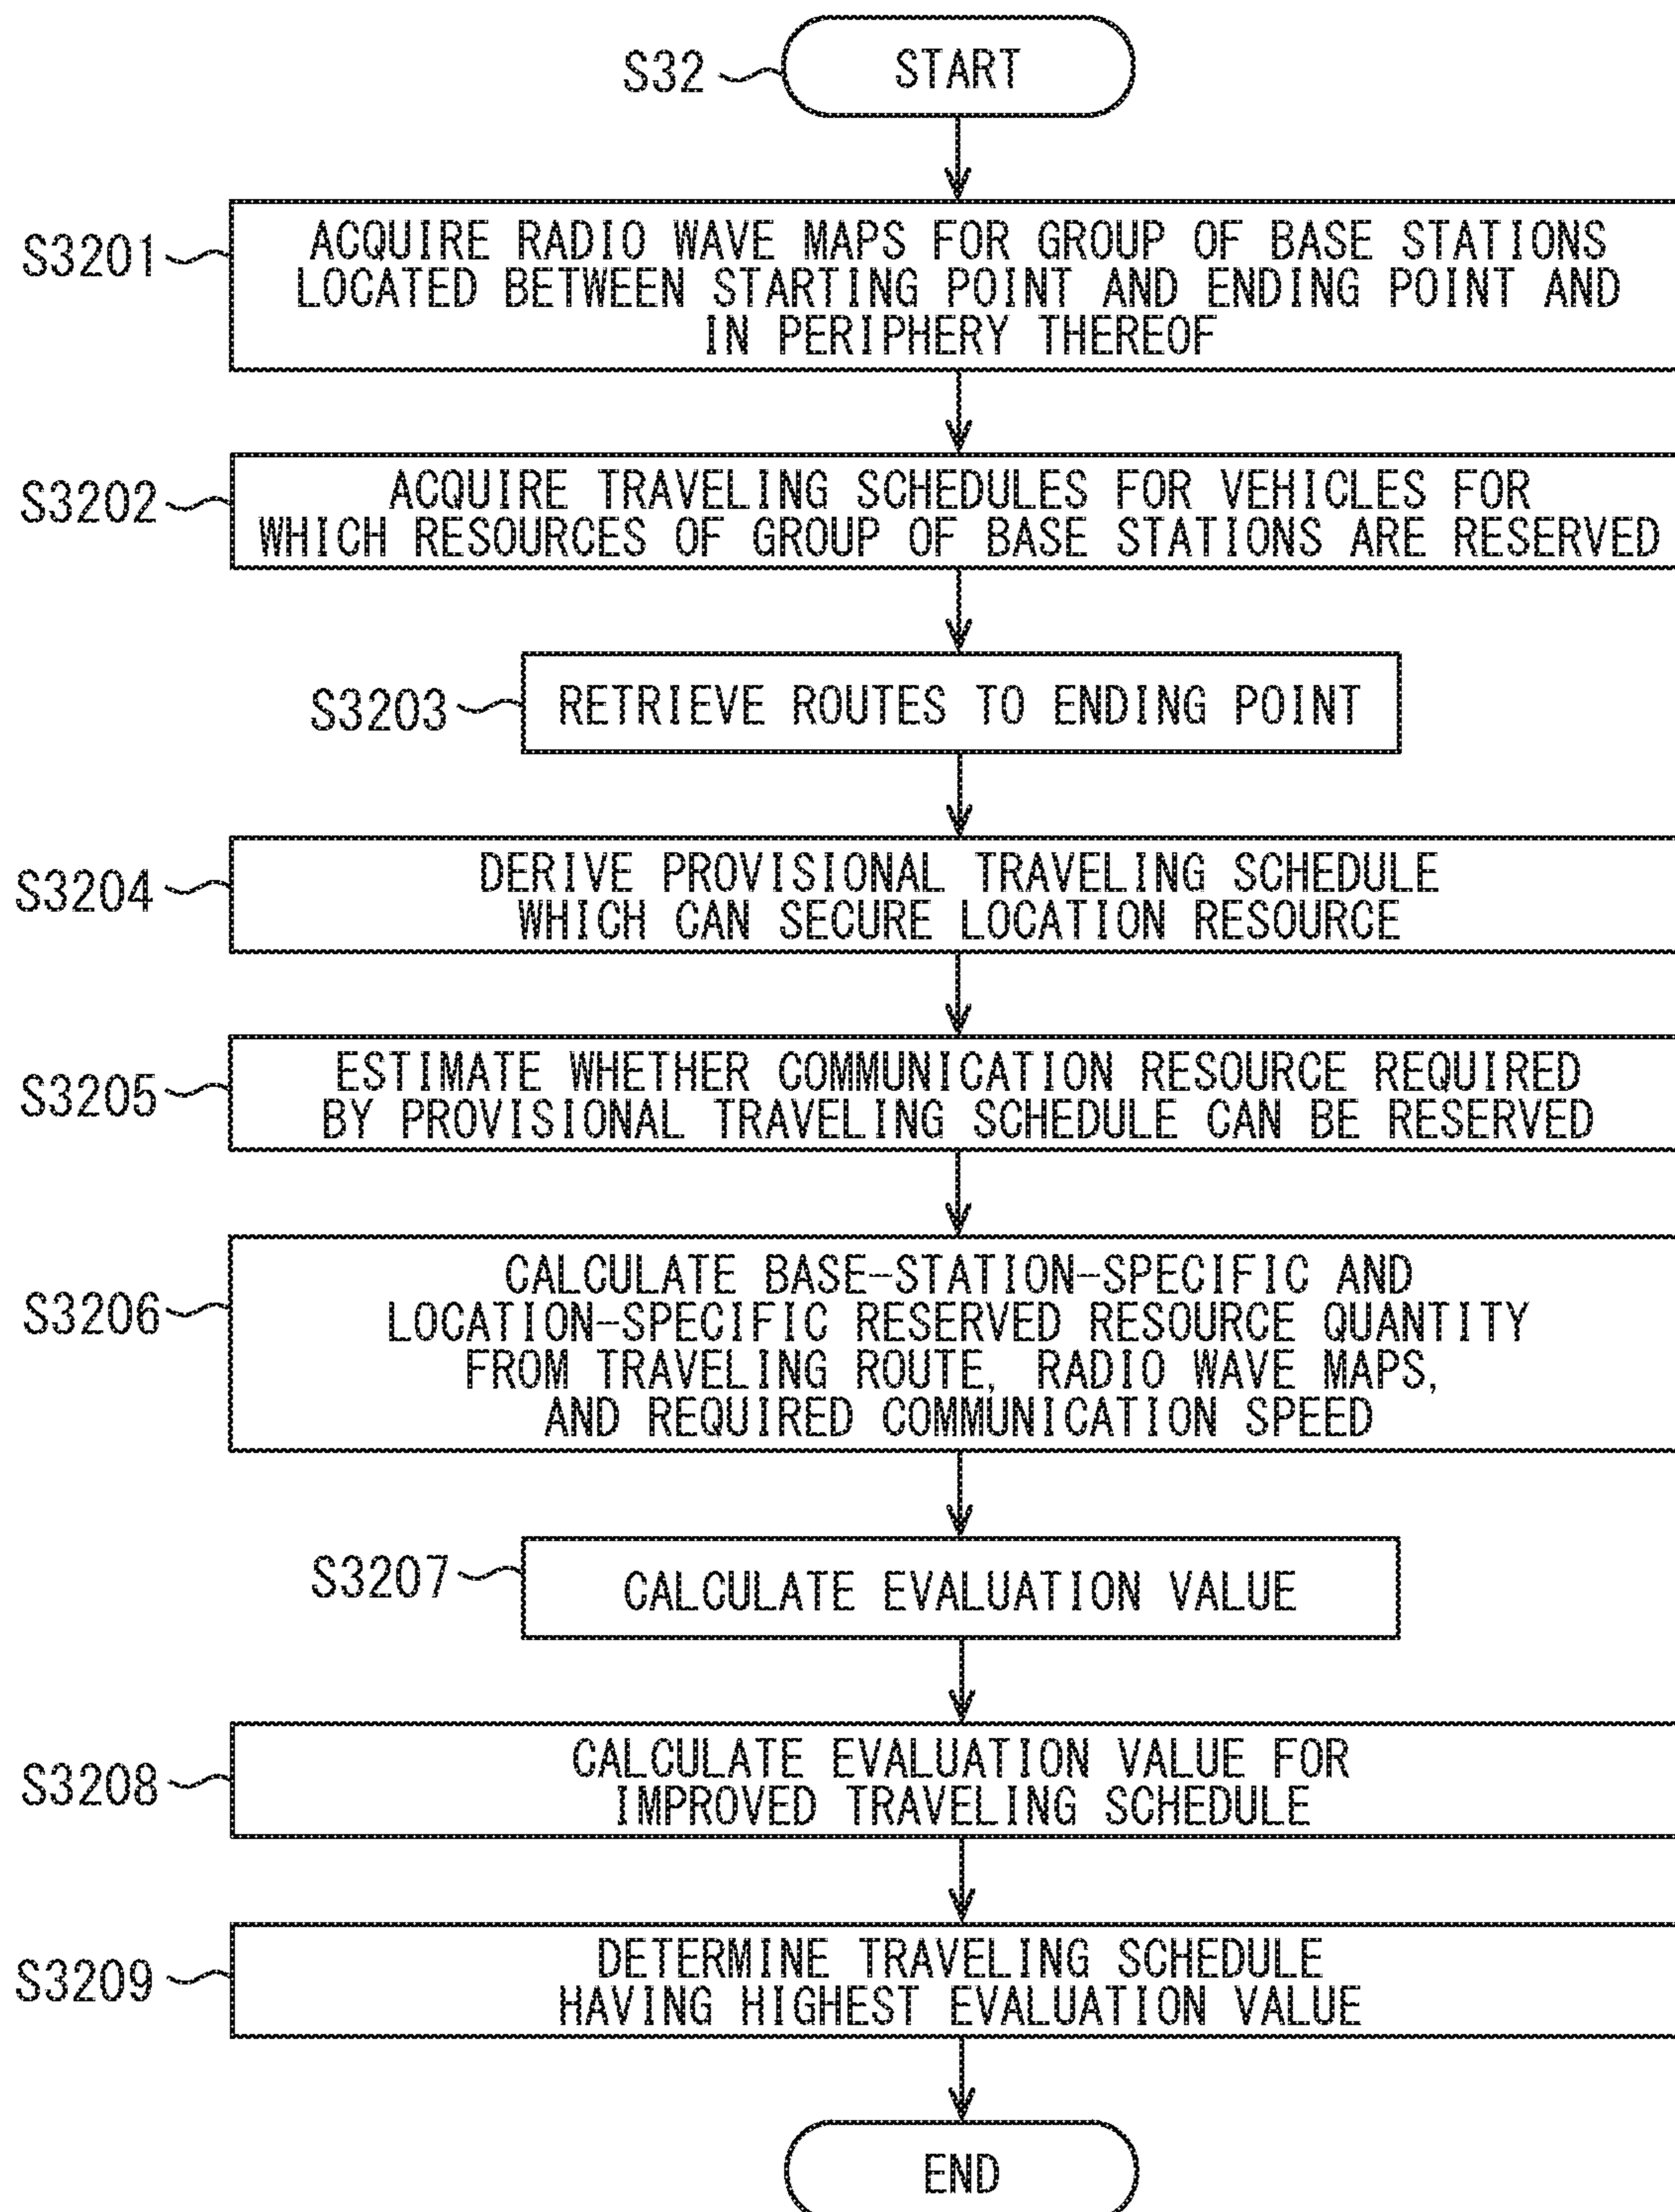 S32
START
S3201
ACQUIRE RADIO WAVE MAPS FOR GROUP OF BASE STATIONS
LOCATED BETWEEN STARTING POINT AND ENDING POINT AND
IN PERIPHERY THEREOF
S3202
ACQUIRE TRAVELING SCHEDULES FOR VEHICLES FOR
WHICH RESOURCES OF GROUP OF BASE STATIONS ARE RESERVED
S3203
RETRIEVE ROUTES TO ENDING POINT
S3204
DERIVE PROVISIONAL TRAVELING SCHEDULE
WHICH CAN SECURE LOCATION RESOURCE
S3205
ESTIMATE WHETHER COMMUNICATION RESOURCE REQUIRED
BY PROVISIONAL TRAVELING SCHEDULE CAN BE RESERVED
S3206
CALCULATE BASE-STATION-SPECIFIC AND
LOCATION-SPECIFIC RESERVED RESOURCE QUANTITY
FROM TRAVELING ROUTE, RADIO WAVE MAPS,
AND REQUIRED COMMUNICATION SPEED
S3207
CALCULATE EVALUATION VALUE
S3208
CALCULATE EVALUATION VALUE FOR
IMPROVED TRAVELING SCHEDULE
S3209
DETERMINE TRAVELING SCHEDULE
HAVING HIGHEST EVALUATION VALUE
END